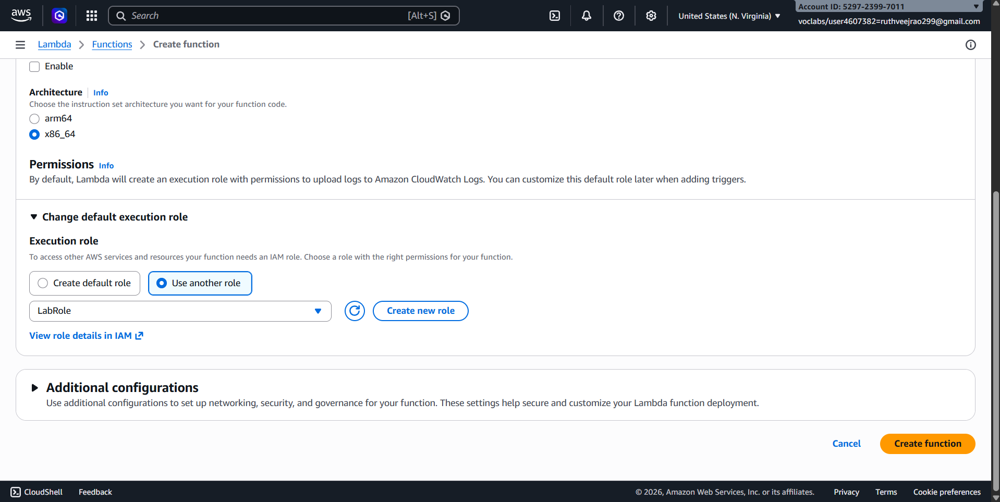 aws
Search
[Alt+S]
United States (N. Virginia)
Account ID: 5297-2399-7011
voclabs/user4607382=ruthveejrao299@gmail.com
Lambda
Functions
Create function
Enable
Architecture
Info
Choose the instruction set architecture you want for your function code.
arm64
x86_64
Permissions
Info
By default, Lambda will create an execution role with permissions to upload logs to Amazon CloudWatch Logs. You can customize this default role later when adding triggers.
Change default execution role
Execution role
To access other AWS services and resources your function needs an IAM role. Choose a role with the right permissions for your function.
Create default role
Use another role
LabRole
Create new role
View role details in IAM
Additional configurations
Use additional configurations to set up networking, security, and governance for your function. These settings help secure and customize your Lambda function deployment.
Cancel
Create function
CloudShell
Feedback
© 2026, Amazon Web Services, Inc. or its affiliates.
Privacy
Terms
Cookie preferences